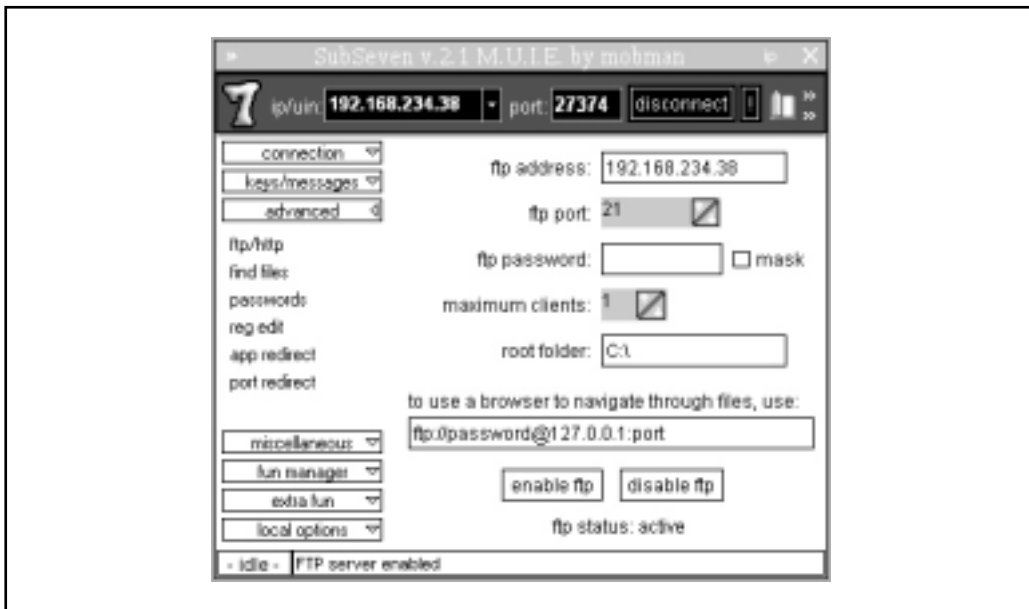 SubSeven v.2.1 M.U.I.E. by mobman
ip/uin: 192.168.234.38 port: 27374 disconnect
connection
keys/messages
advanced
ftp/http
find files
passwords
reg edit
app redirect
port redirect
miscellaneous
fun manager
extra fun
local options
ftp address: 192.168.234.38
ftp port: 21
ftp password: mask
maximum clients: 1
root folder: C:\
to use a browser to navigate through files, use:
ftp://password@127.0.0.1:port
enable ftp disable ftp
ftp status: active
- idle - FTP server enabled